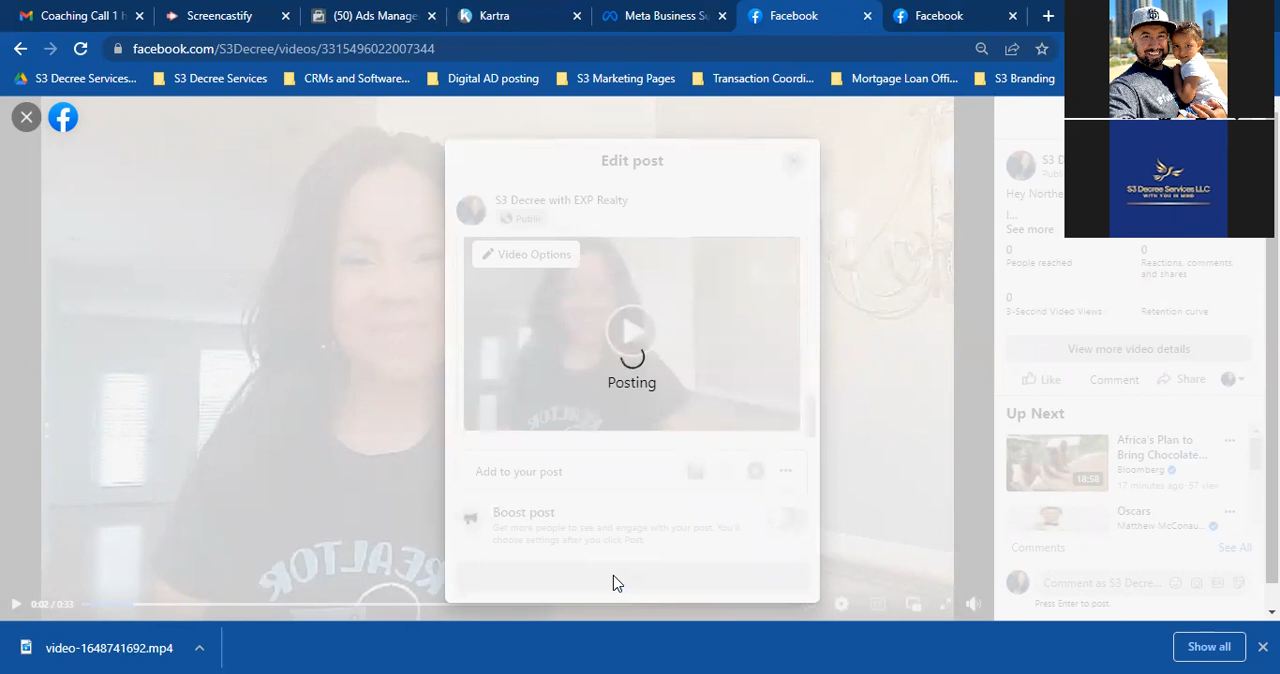 Coaching Call 1 h
Screencastify
(50) Ads Manage
Kartra
Meta Business S
Facebook
Facebook
facebook.com/S3Decree/videos/3315496022007344
S3 Decree Services...
S3 Decree Services
CRMs and Software...
Digital AD posting
S3 Marketing Pages
Transaction Coordi...
Mortgage Loan Offi...
S3 Branding
S3 Decree Services LLC
WITH YOU IN MIND
Edit post
S3 Decree with EXP Realty
Public
Video Options
Posting
Add to your post
Boost post
Get more people to see and engage with your post. You'll
choose settings after you click Post.
REALTOR
0:02 / 0:33
S3 D
Publi
Hey Northe
I...
See more
0
People reached
0
Reactions, comments,
and shares
0
3-Second Video Views
Retention curve
View more video details
Like
Comment
Share
Up Next
Africa's Plan to
Bring Chocolate...
Bloomberg
17 minutes ago · 57 view
18:58
Oscars
Matthew McConau...
Comments
See All
Comment as S3 Decre...
Press Enter to post.
video-1648741692.mp4
Show all